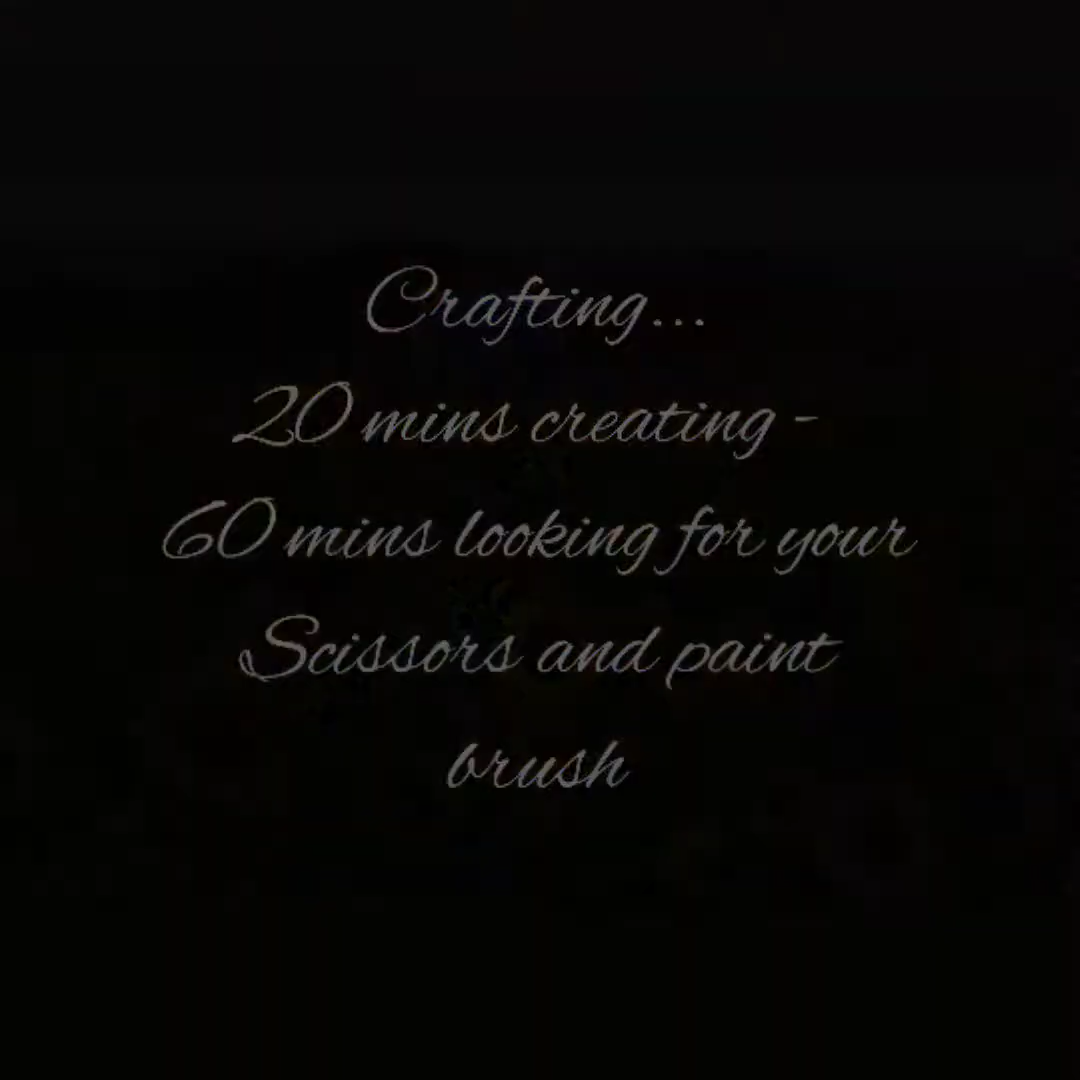 Crafting...
20 mins creating -
60 mins looking for your
Scissors and paint
brush